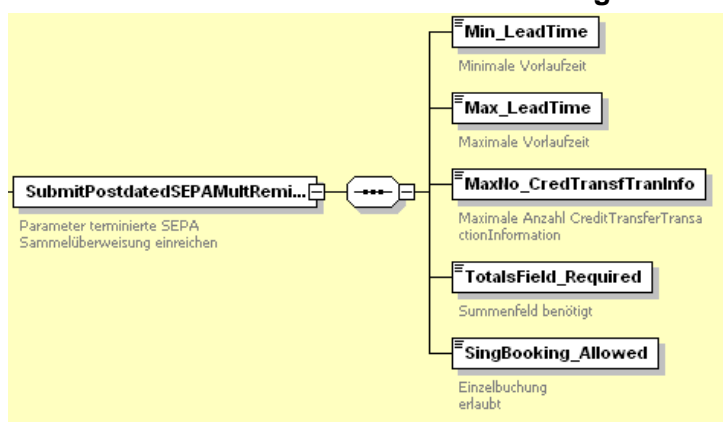 Min_LeadTime
Minimale Vorlaufzeit
Max_LeadTime
Maximale Vorlaufzeit
SubmitPostdatedSEPAMultRemi...
Parameter terminierte SEPA
Sammelüberweisung einreichen
MaxNo_CredTransfTranInfo
Maximale Anzahl CreditTransferTransa
ctionInformation
TotalsField_Required
Summenfeld benötigt
SingBooking_Allowed
Einzelbuchung
erlaubt